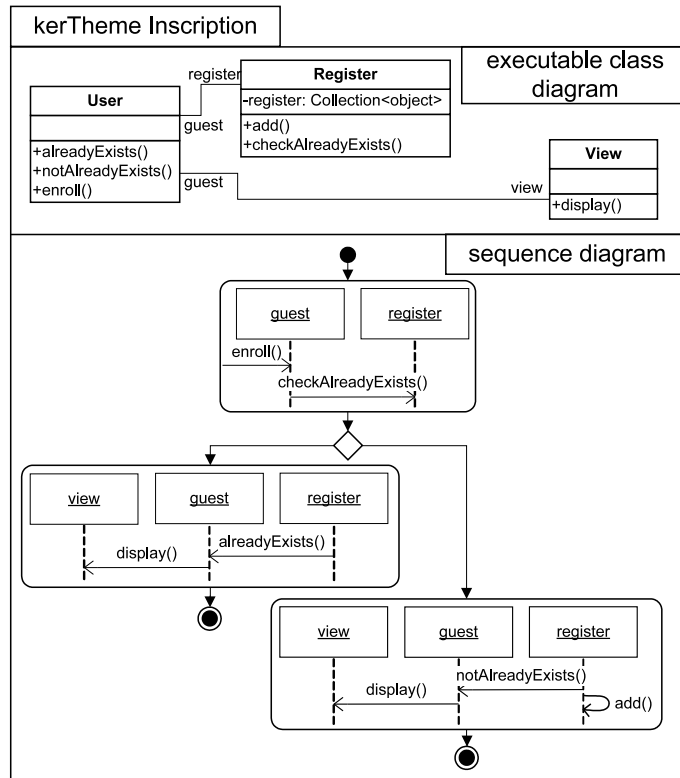 kerTheme Inscription
executable class
diagram
User
+alreadyExists()
+notAlreadyExists()
+enroll()
register
guest
Register
-register: Collection<object>
+add()
+checkAlreadyExists()
guest
view
View
+display()
sequence diagram
guest
register
enroll()
checkAlreadyExists()
view
guest
register
alreadyExists()
display()
view
guest
register
notAlreadyExists()
display()
add()